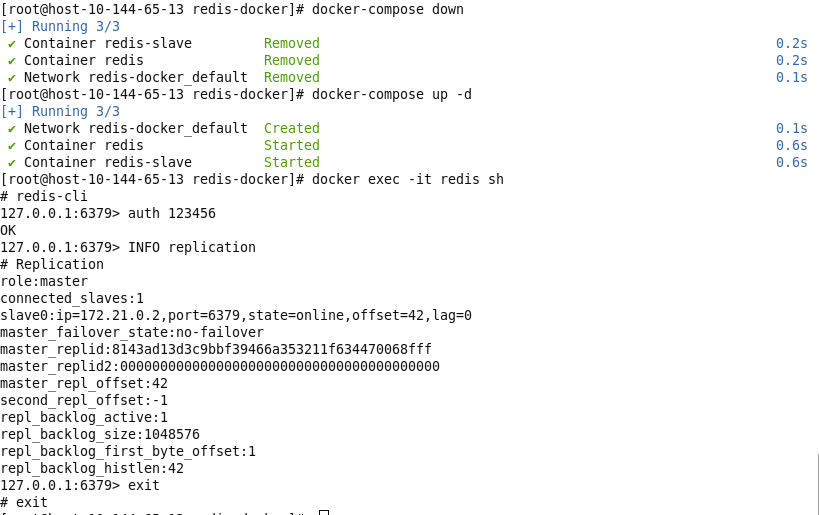 [root@host-10-144-65-13 redis-docker]# docker-compose down
[+] Running 3/3
✔ Container redis-slave Removed 0.2s
✔ Container redis Removed 0.2s
✔ Network redis-docker_default Removed 0.1s
[root@host-10-144-65-13 redis-docker]# docker-compose up -d
[+] Running 3/3
✔ Network redis-docker_default Created 0.1s
✔ Container redis Started 0.6s
✔ Container redis-slave Started 0.6s
[root@host-10-144-65-13 redis-docker]# docker exec -it redis sh
# redis-cli
127.0.0.1:6379> auth 123456
OK
127.0.0.1:6379> INFO replication
# Replication
role:master
connected_slaves:1
slave0:ip=172.21.0.2,port=6379,state=online,offset=42,lag=0
master_failover_state:no-failover
master_replid:8143ad13d3c9bbf39466a353211f634470068fff
master_replid2:0000000000000000000000000000000000000000
master_repl_offset:42
second_repl_offset:-1
repl_backlog_active:1
repl_backlog_size:1048576
repl_backlog_first_byte_offset:1
repl_backlog_histlen:42
127.0.0.1:6379> exit
# exit